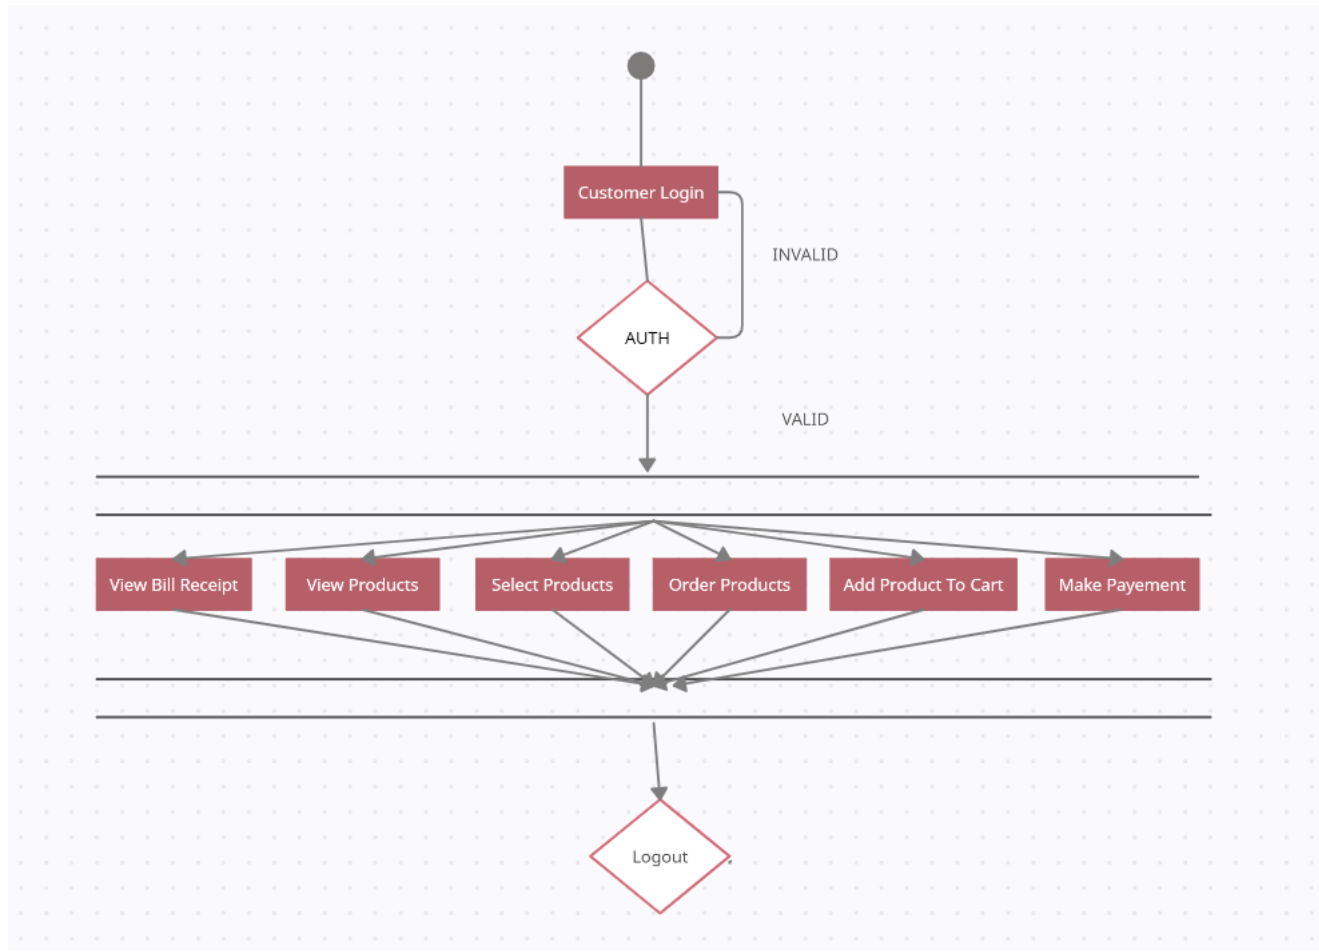 Customer Login
INVALID
AUTH
VALID
View Bill Receipt
View Products
Select Products
Order Products
Add Product To Cart
Make Payement
Logout